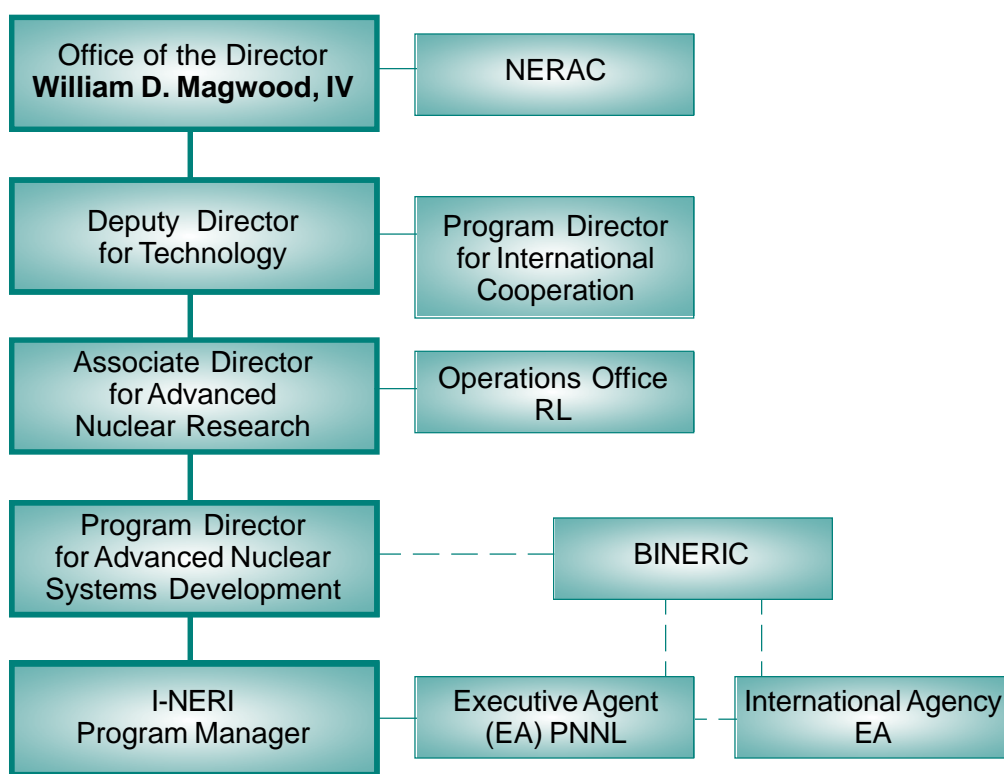 Office of the Director
William D. Magwood, IV
NERAC
Deputy Director
for Technology
Program Director
for International
Cooperation
Associate Director
for Advanced
Nuclear Research
Operations Office
RL
Program Director
for Advanced Nuclear
Systems Development
BINERIC
I-NERI
Program Manager
Executive Agent
(EA) PNNL
International Agency
EA